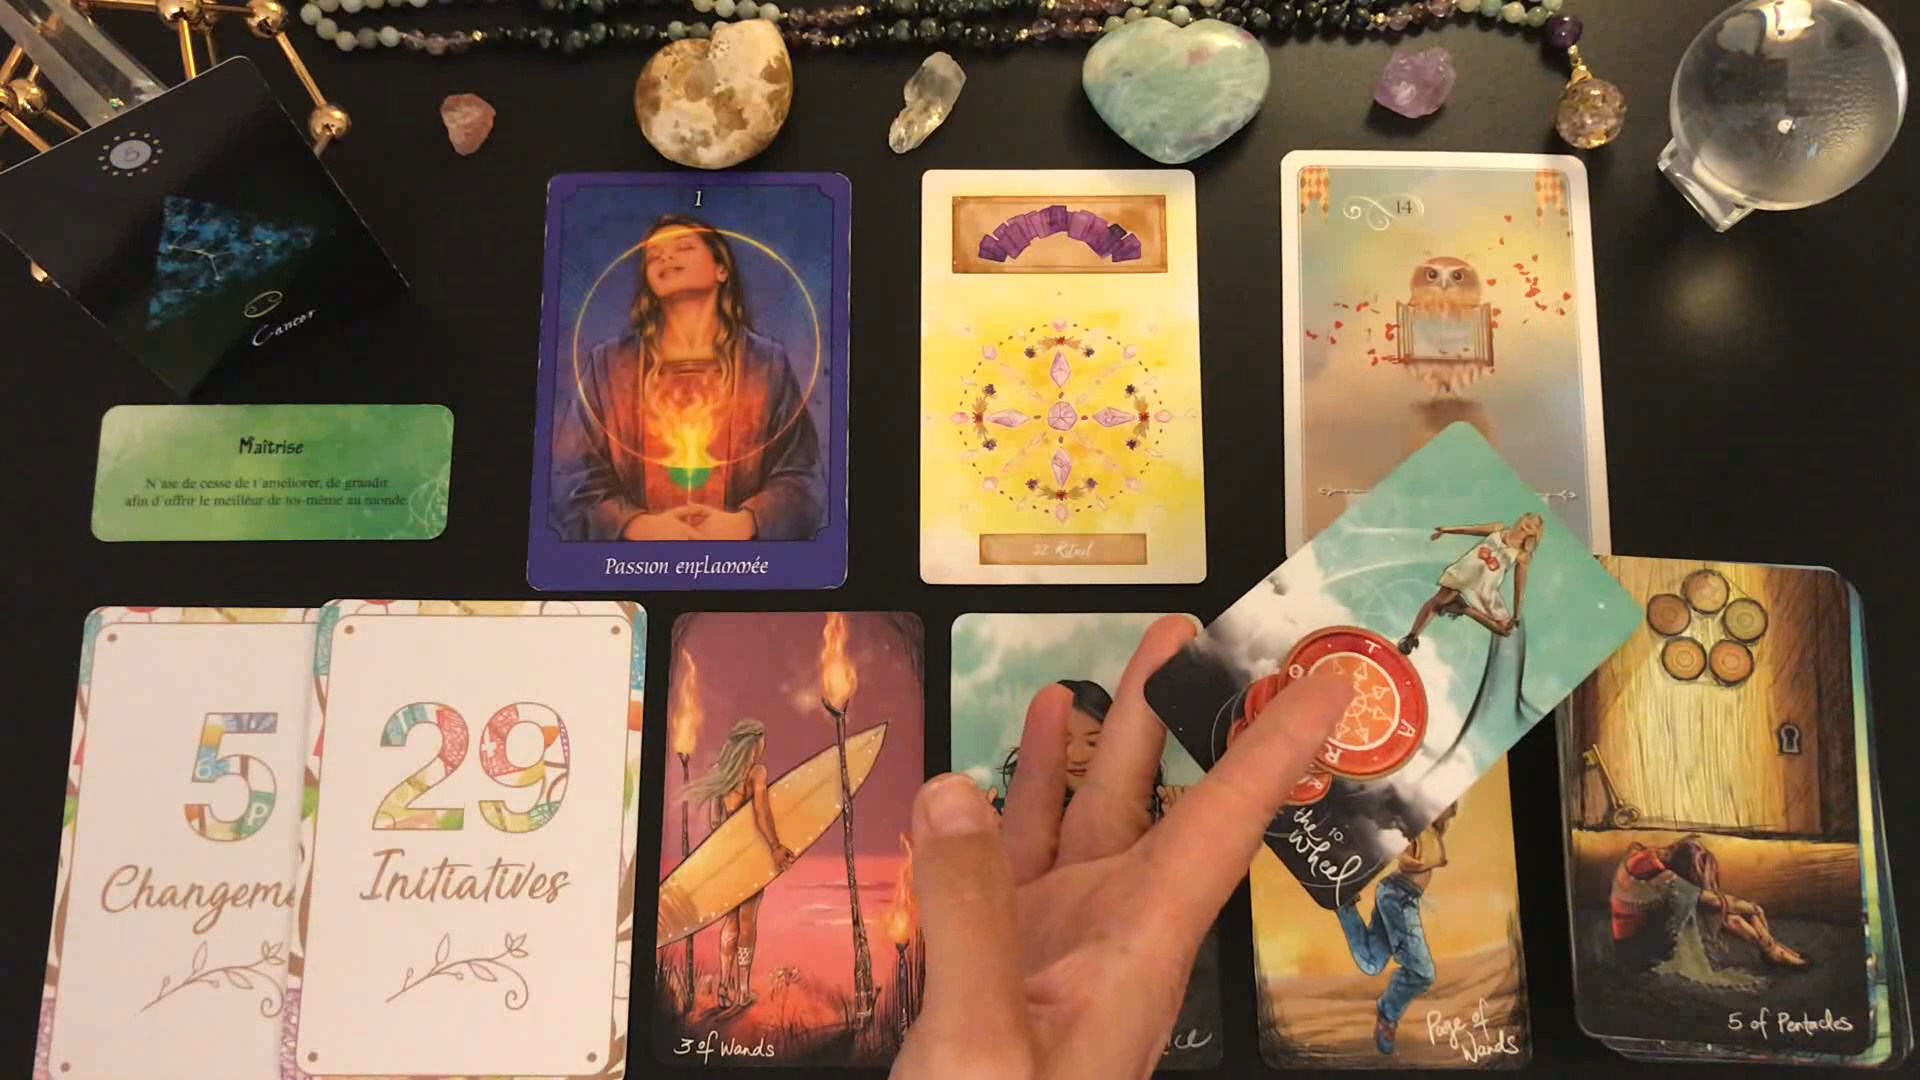 Cancer
Maîtrise
N'ase de cesse de t'améliorer, de grandir
afin d'offrir le meilleur de toi-même au monde.
1
Passion enflammée
32 Rituel
14
5
Changeme
29
Initiatives
3 of Wands
T
O
A
R
10
the
Wheel
Page of
Wands
5 of Pentacles